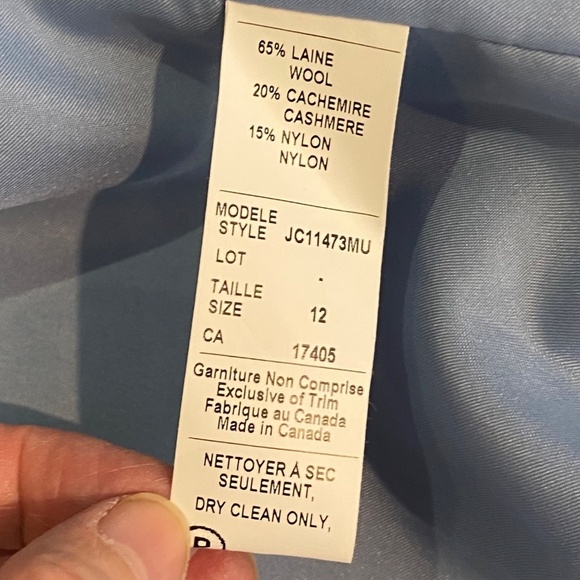 65% LAINE
WOOL
20% CACHEMIRE
CASHMERE
15% NYLON
NYLON
MODELE
STYLE JC11473MU
LOT -
TAILLE
SIZE 12
CA 17405
Garniture Non Comprise
Exclusive of Trim
Fabrique au Canada
Made in Canada
NETTOYER À SEC
SEULEMENT,
DRY CLEAN ONLY,
P